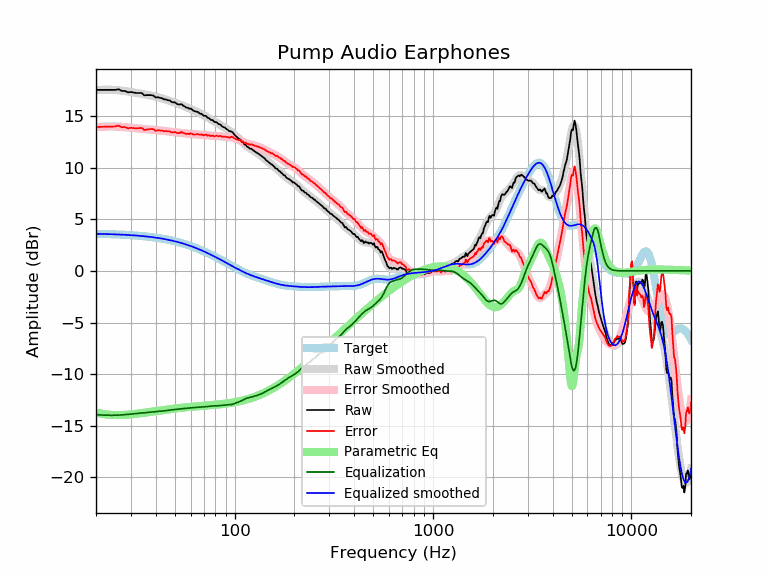 Pump Audio Earphones
Amplitude (dBr)
15
10
5
0
−5
−10
−15
−20
Target
Raw Smoothed
Error Smoothed
Raw
Error
Parametric Eq
Equalization
Equalized smoothed
100 1000 10000
Frequency (Hz)